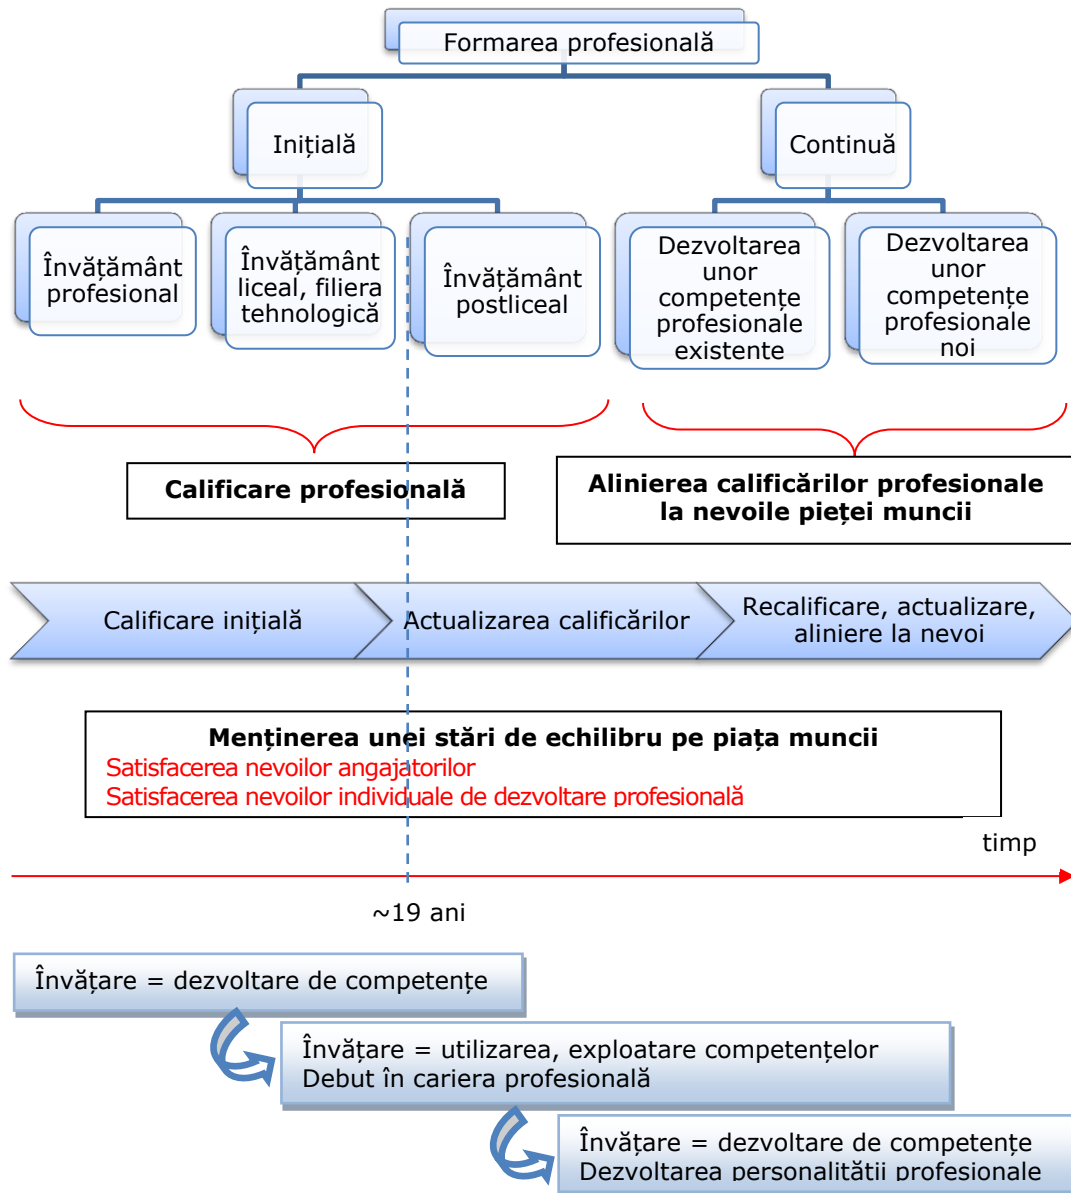 Formarea profesională
Inițială
Continuă
Învățământ
profesional
Învățământ
liceal, filiera
tehnologică
Învățământ
postliceal
Dezvoltarea
unor
competențe
profesionale
existente
Dezvoltarea
unor
competențe
profesionale
noi
Calificare profesională
Alinierea calificărilor profesionale
la nevoile pieței muncii
Calificare inițială
Actualizarea calificărilor
Recalificare, actualizare,
aliniere la nevoi
Menținerea unei stări de echilibru pe piața muncii
Satisfacerea nevoilor angajatorilor
Satisfacerea nevoilor individuale de dezvoltare profesională
timp
~19 ani
Învățare = dezvoltare de competențe
Învățare = utilizarea, exploatare competențelor
Debut în cariera profesională
Învățare = dezvoltare de competențe
Dezvoltarea personalității profesionale